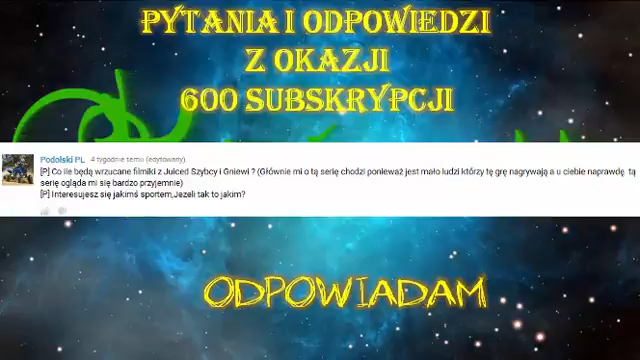 PYTANIA I ODPOWIEDZI
Z OKAZJI
600 SUBSKRYPCJI
Podolski PL 4 tygodnie temu (edytowany)
[P] Co ile będą wrzucane filmiki z Juiced Szybcy i Gniewi ? (Głównie mi o tą serię chodzi ponieważ jest mało ludzi którzy tę grę nagrywają a u ciebie naprawdę tą
serię ogląda mi się bardzo przyjemnie)
[P] Interesujesz się jakimś sportem,Jezeli tak to jakim?
ODPOWIADAM